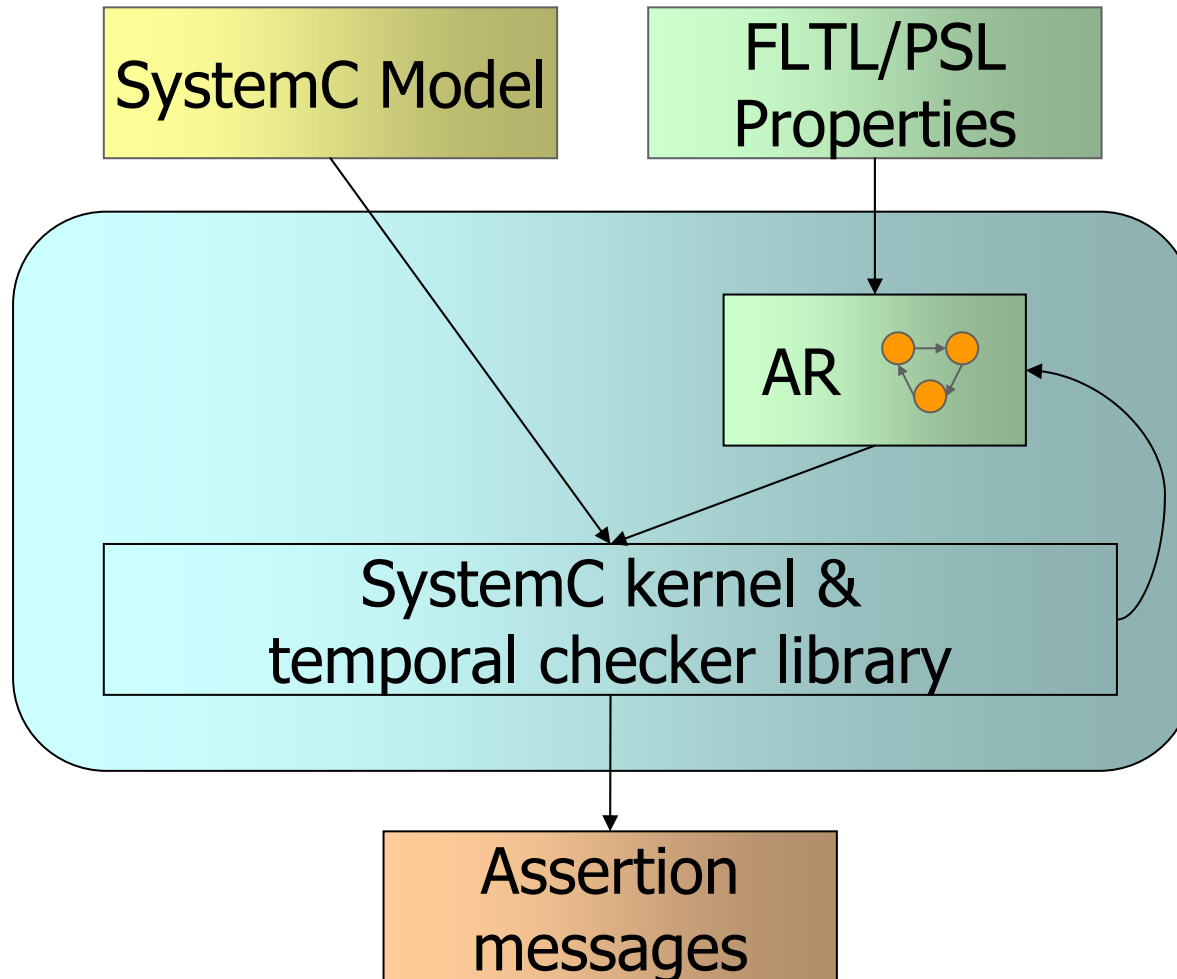 SystemC Model
FLTL/PSL
Properties
AR
SystemC kernel &
temporal checker library
Assertion
messages